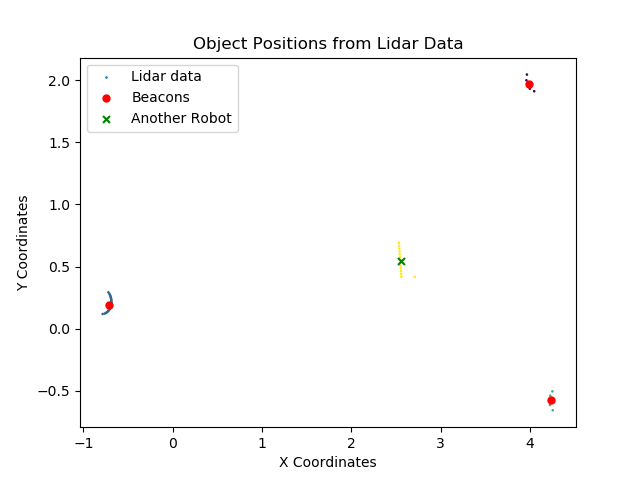 Object Positions from Lidar Data
Lidar data
Beacons
Another Robot
2.0
1.5
1.0
0.5
0.0
−0.5
Y Coordinates
−1
0
1
2
3
4
X Coordinates